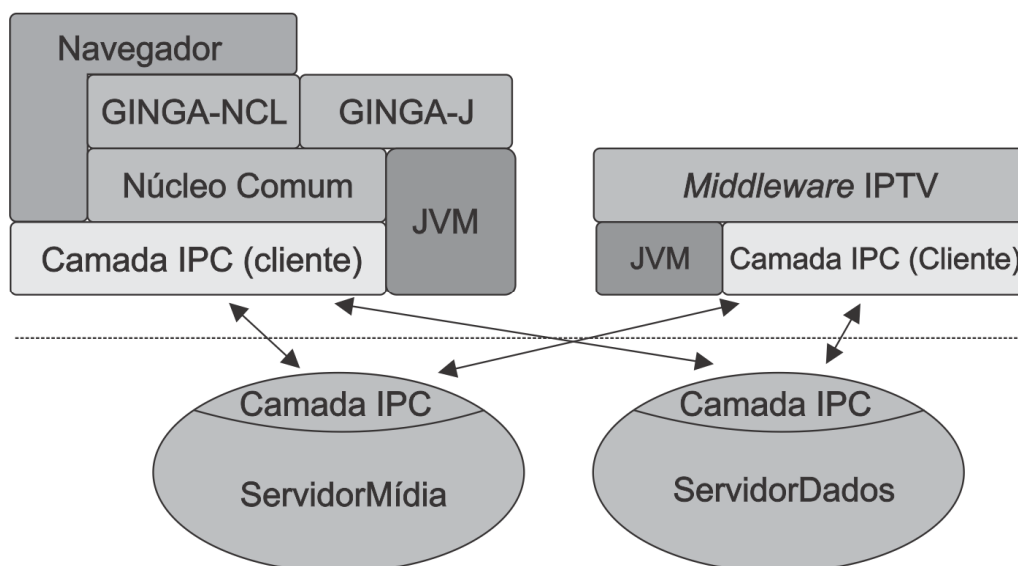 Navegador
GINGA-NCL
GINGA-J
Núcleo Comum
JVM
Camada IPC (cliente)
Middleware IPTV
JVM
Camada IPC (Cliente)
Camada IPC
ServidorMídia
Camada IPC
ServidorDados